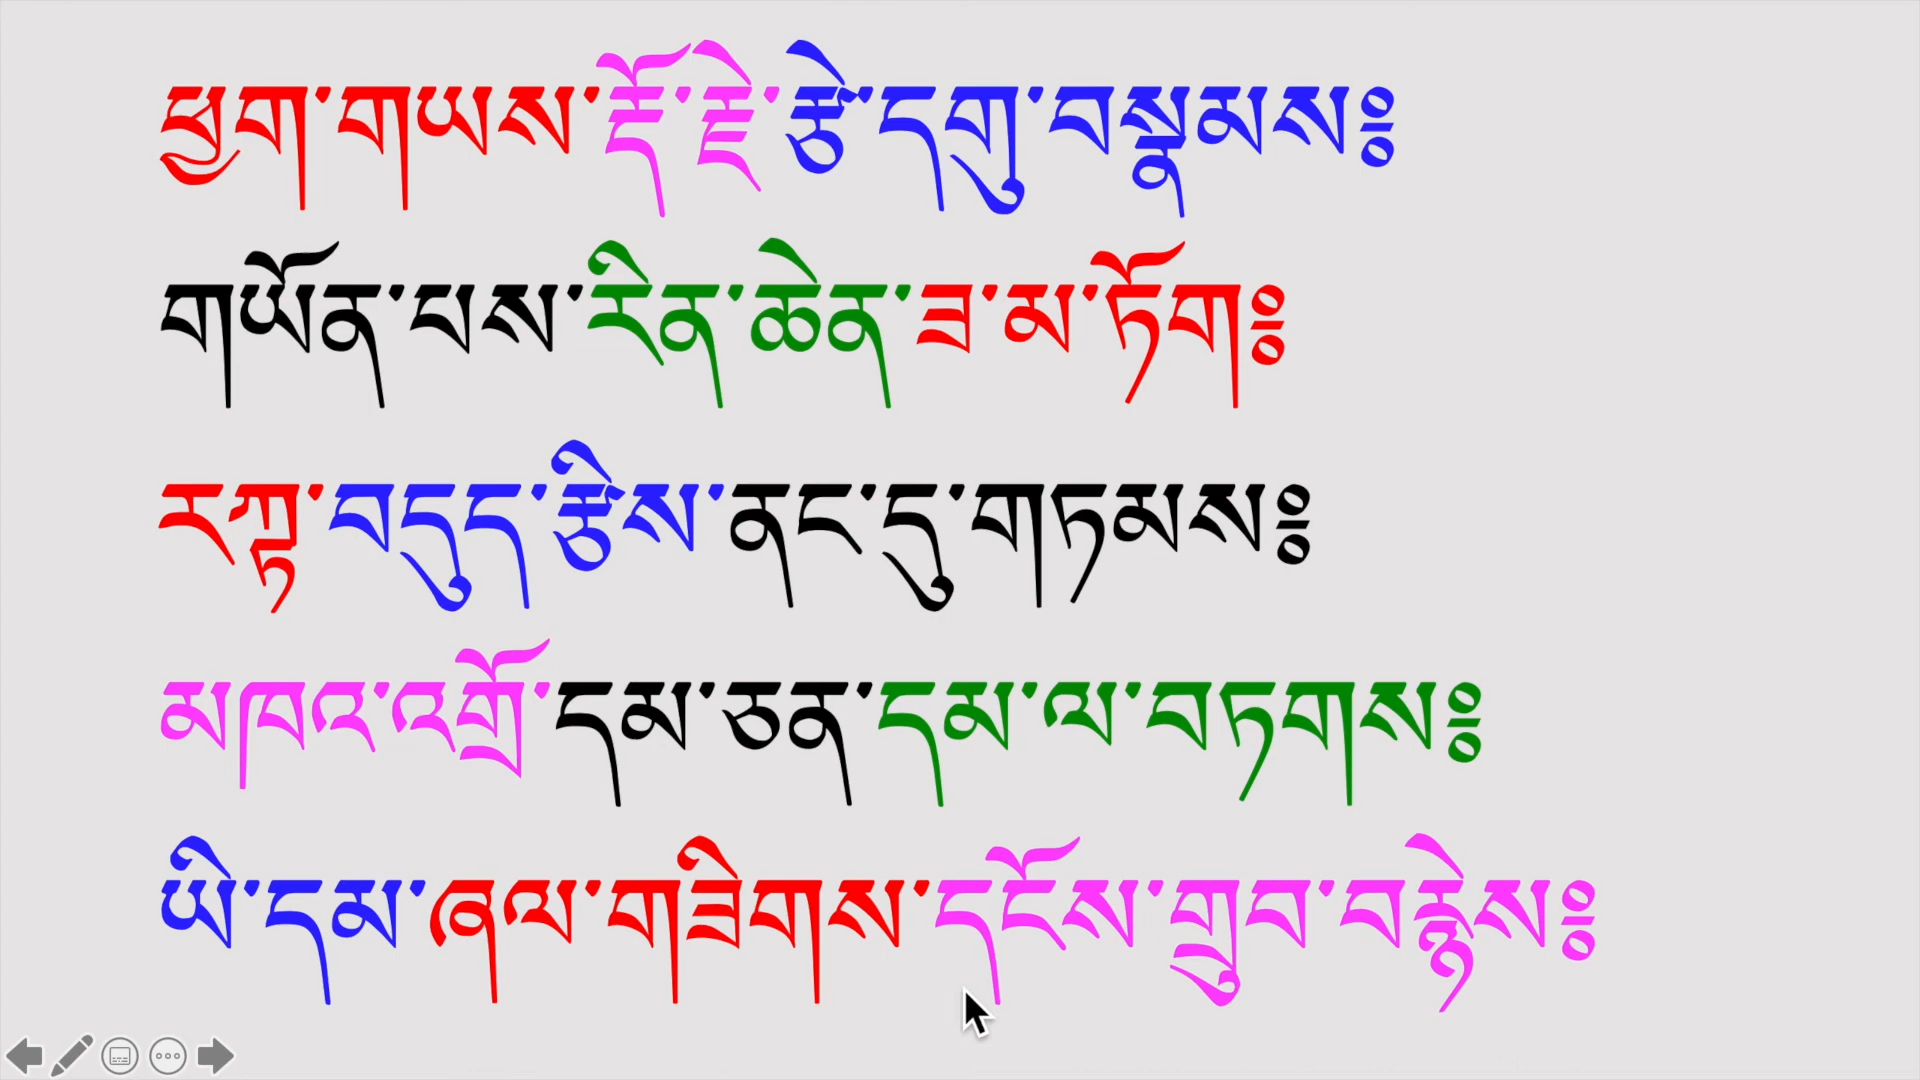 ཕྱག་གཡས་རྡོ་རྗེ་རྩེ་དགུ་བསྣམས༔
གཡོན་པས་རིན་ཆེན་ཟ་མ་ཏོག༔
རཀྟ་བདུད་རྩིས་ནང་དུ་གཏམས༔
མཁའ་འགྲོ་དམ་ཅན་དམ་ལ་བཏགས༔
ཡི་དམ་ཞལ་གཟིགས་དངོས་གྲུབ་བརྙེས༔